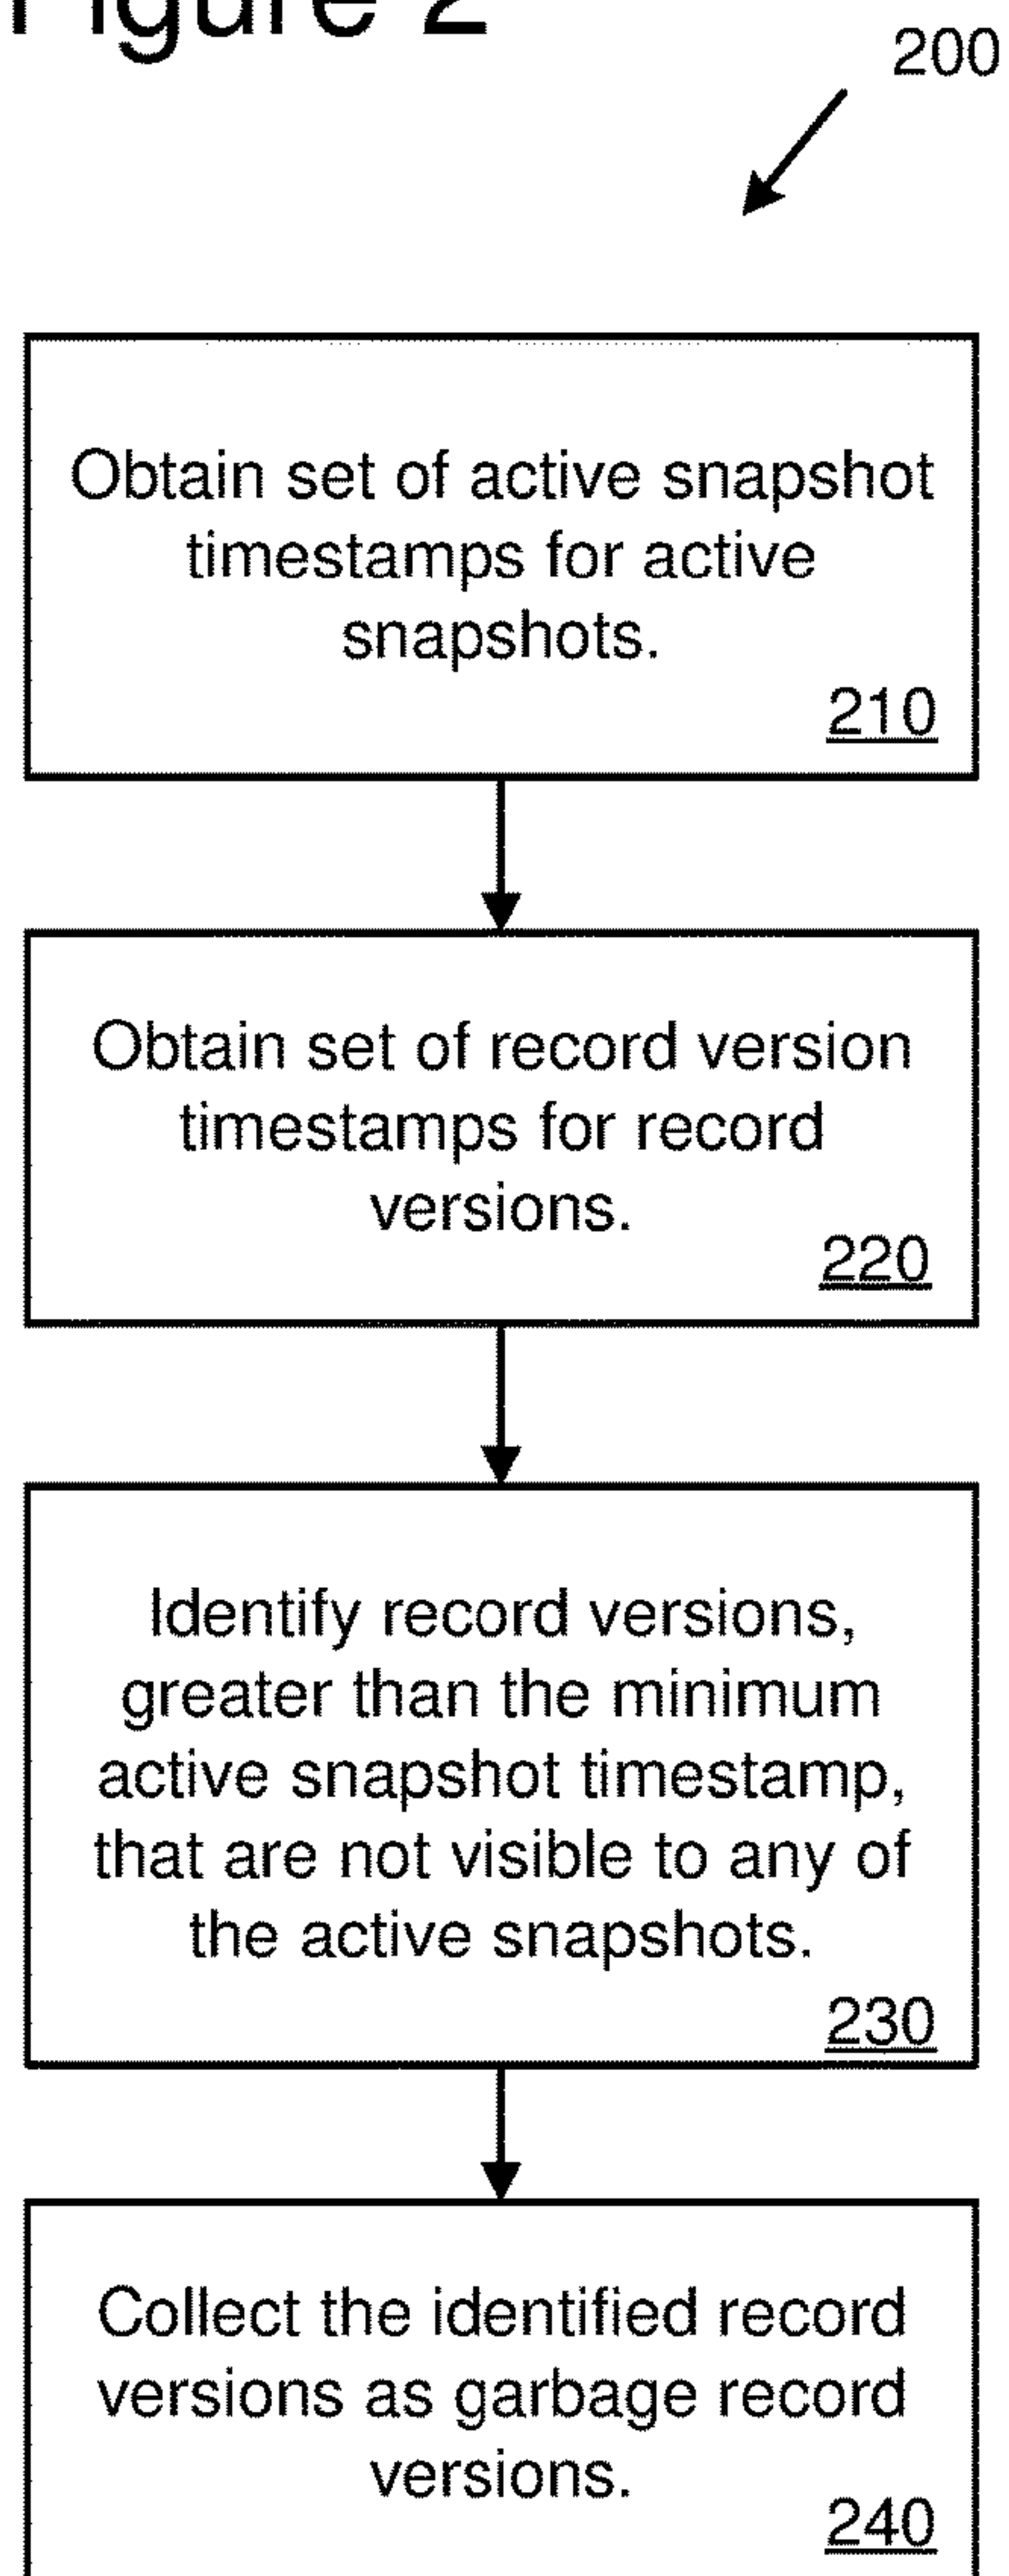 Figure 2
200
Obtain set of active snapshot
timestamps for active
snapshots.
210
Obtain set of record version
timestamps for record
versions.
220
Identify record versions,
greater than the minimum
active snapshot timestamp,
that are not visible to any of
the active snapshots.
230
Collect the identified record
versions as garbage record
versions.
240